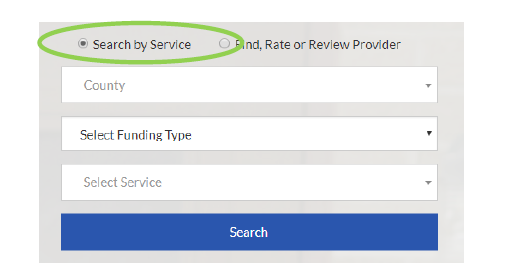 Search by Service Find, Rate or Review Provider
County
Select Funding Type
Select Service
Search